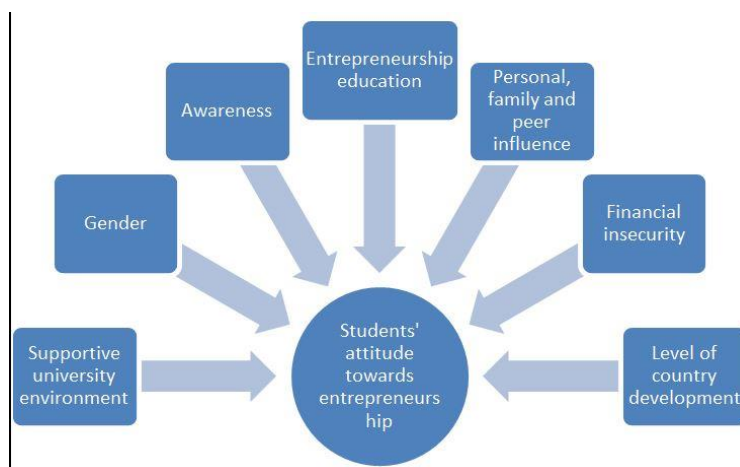 Entrepreneurship
education
Personal,
family and
peer
influence
Awareness
Gender
Financial
insecurity
Supportive
university
environment
Students'
attitude
towards
entrepreneurs
hip
Level of
country
development